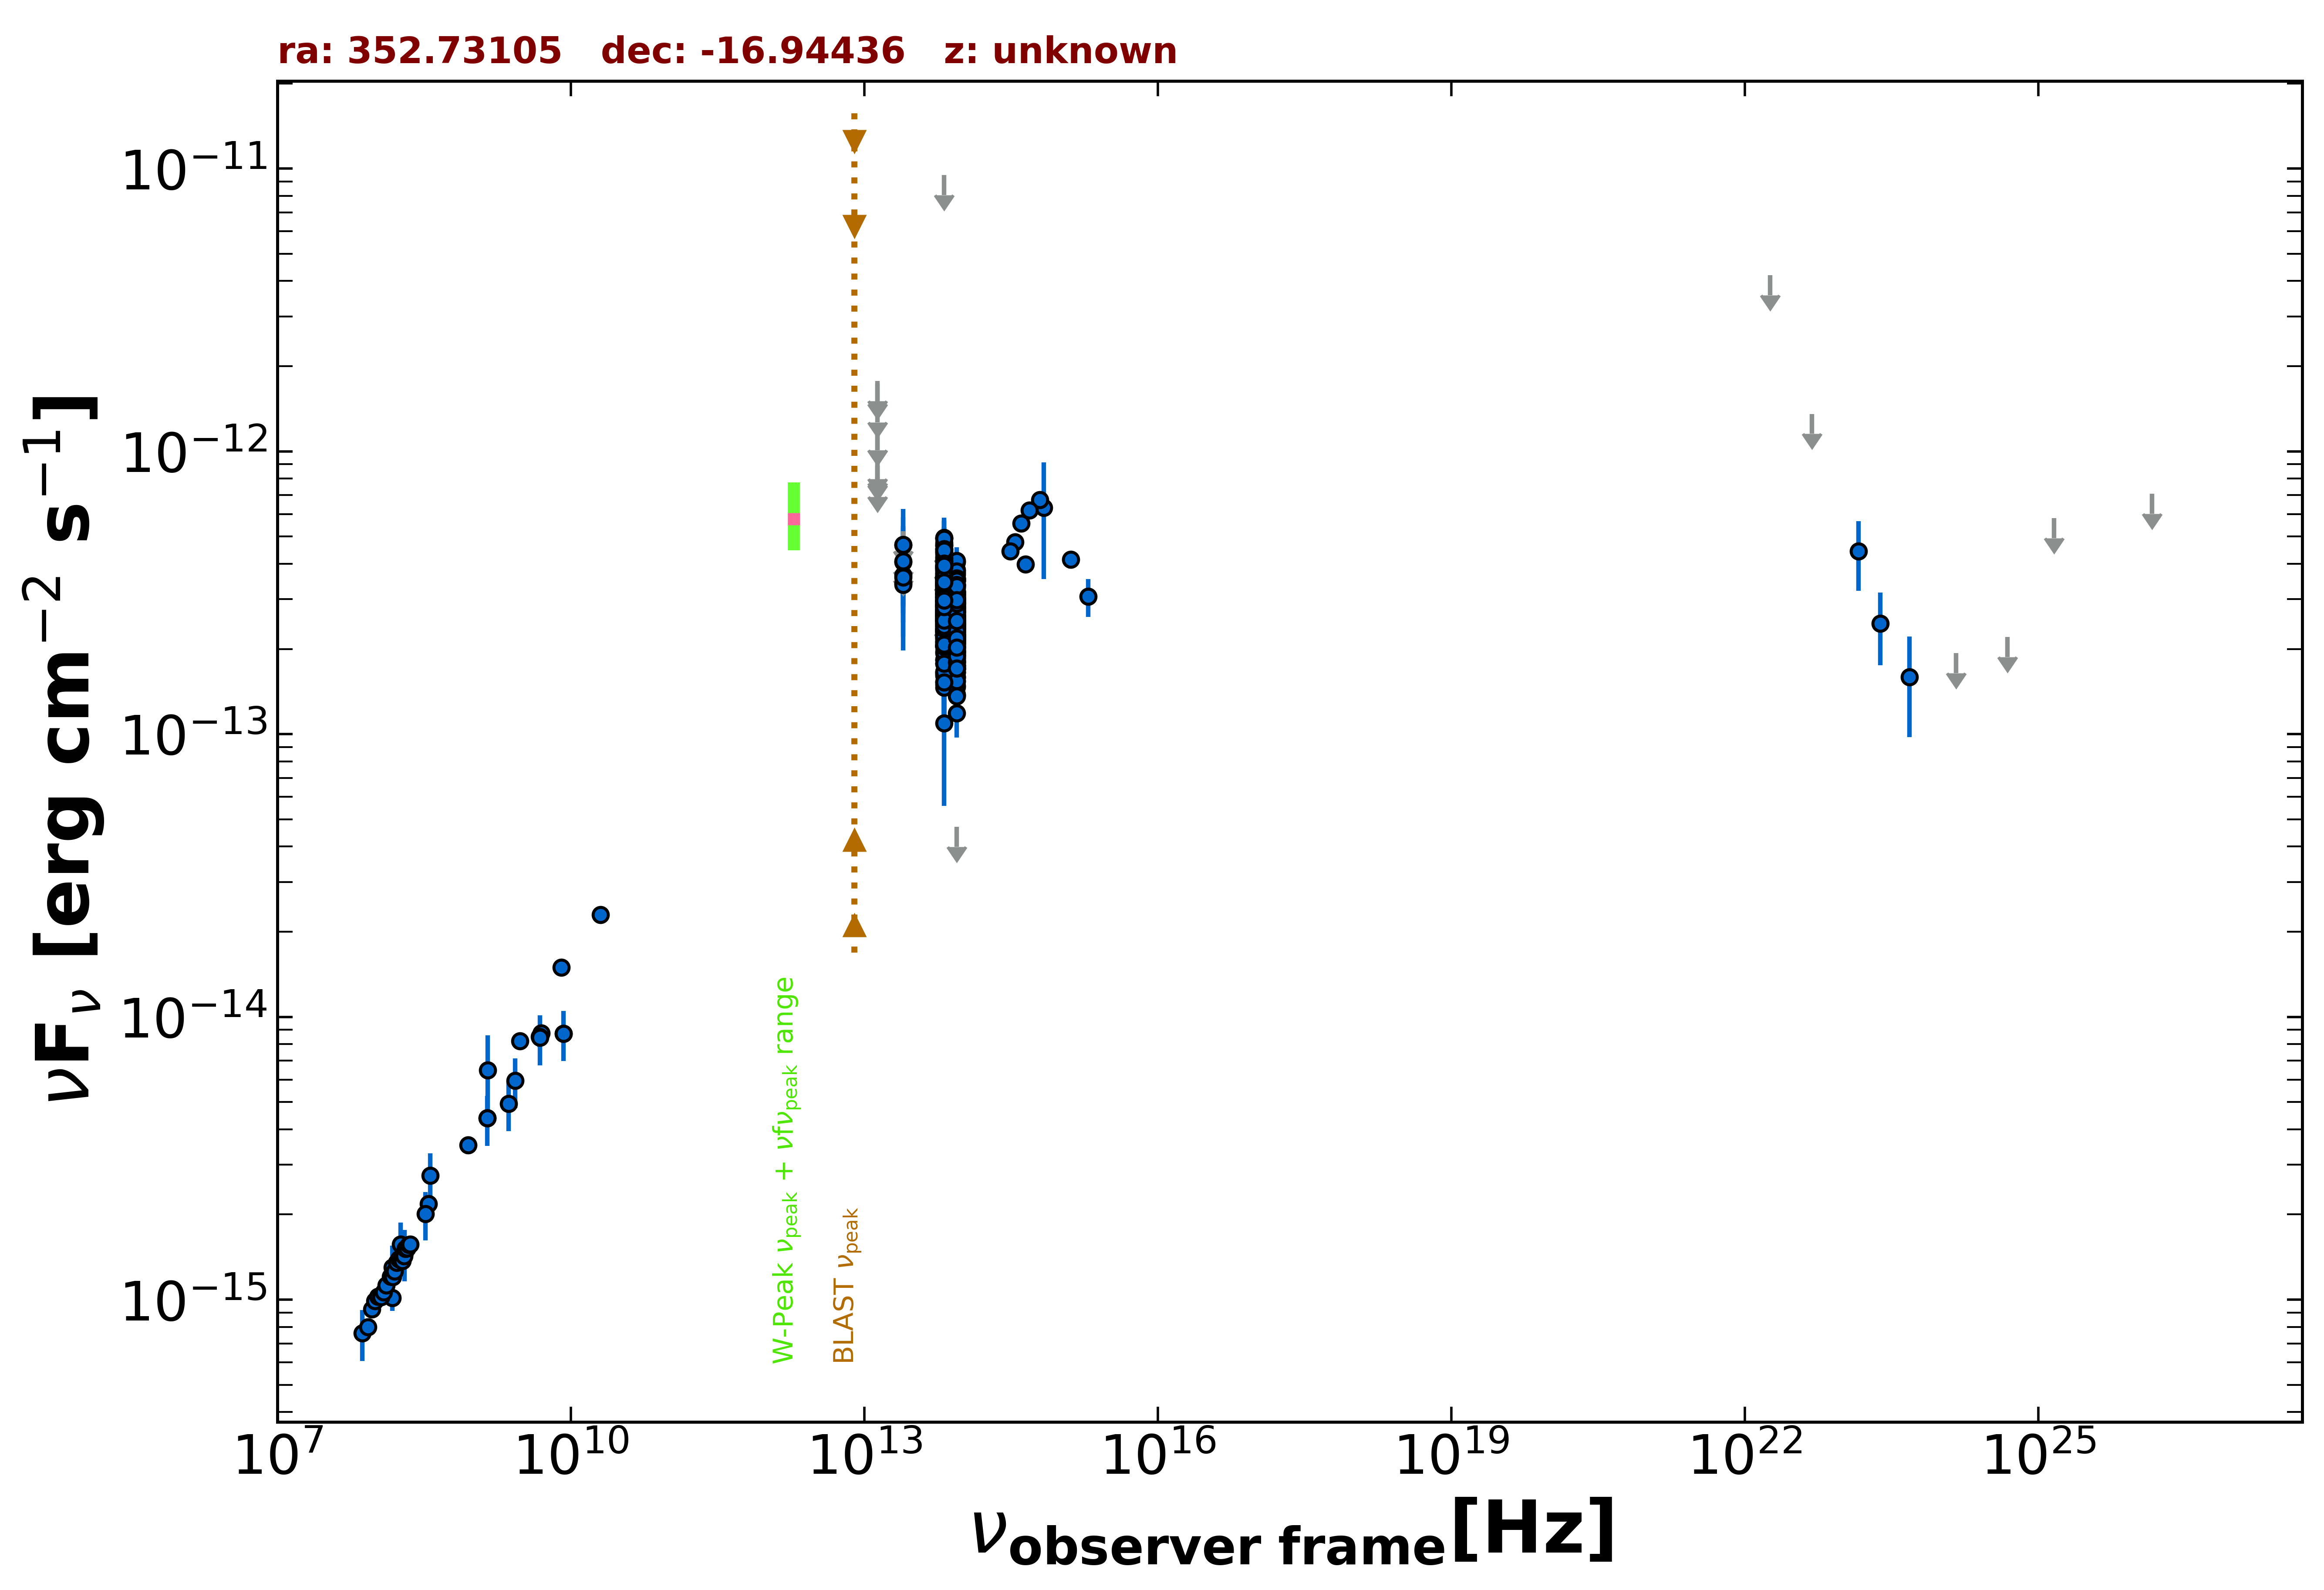 ra: 352.73105   dec: -16.94436   z: unknown
νFν [erg cm−2 s−1]
10−11
10−12
10−13
10−14
10−15
W-Peak νpeak + νfνpeak range
BLAST νpeak
107
1010
1013
1016
1019
1022
1025
νobserver frame[Hz]